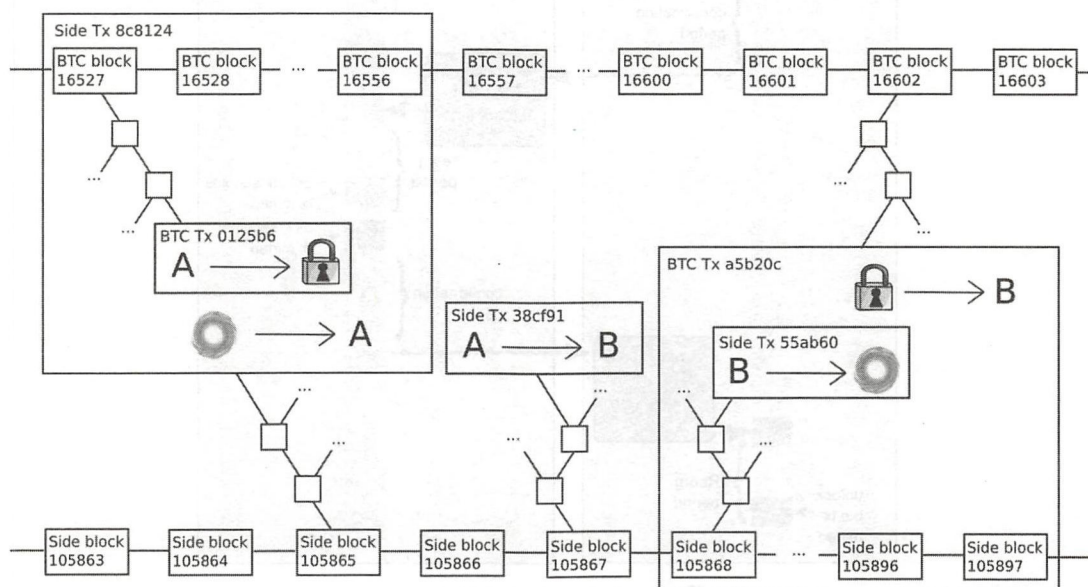 Side Tx 8c8124
BTC block
16527
BTC block
16528
...
BTC block
16556
BTC block
16557
...
BTC block
16600
BTC block
16601
BTC block
16602
BTC block
16603
...
...
...
...
BTC Tx 0125b6
A
A
BTC Tx a5b20c
B
Side Tx 38cf91
A B
Side Tx 55ab60
B
...
...
...
...
...
...
Side block
105863
Side block
105864
Side block
105865
Side block
105866
Side block
105867
Side block
105868
...
Side block
105896
Side block
105897